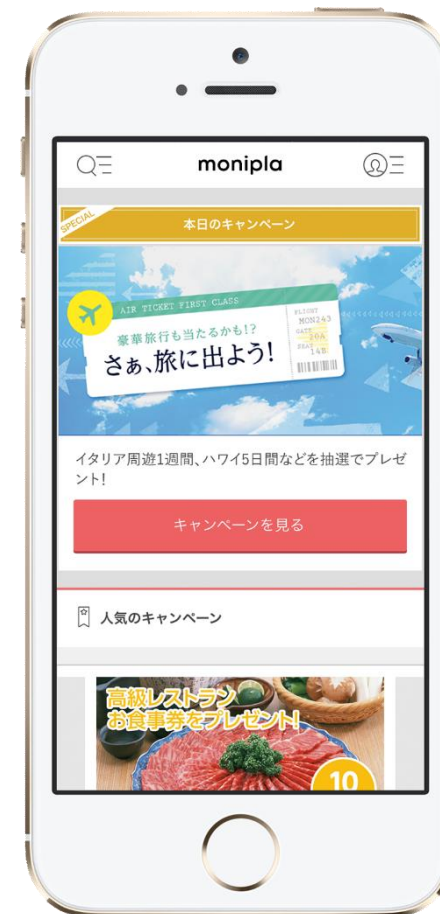 monipla
SPECIAL
本日のキャンペーン
AIR TICKET FIRST CLASS
豪華旅行も当たるかも!?
さぁ、旅に出よう!
FLIGHT
MON243
GATE
20A
SEAT
14B
イタリア周遊1週間、ハワイ5日間などを抽選でプレゼ
ント!
キャンペーンを見る
人気のキャンペーン
高級レストラン
お食事券をプレゼント!
10